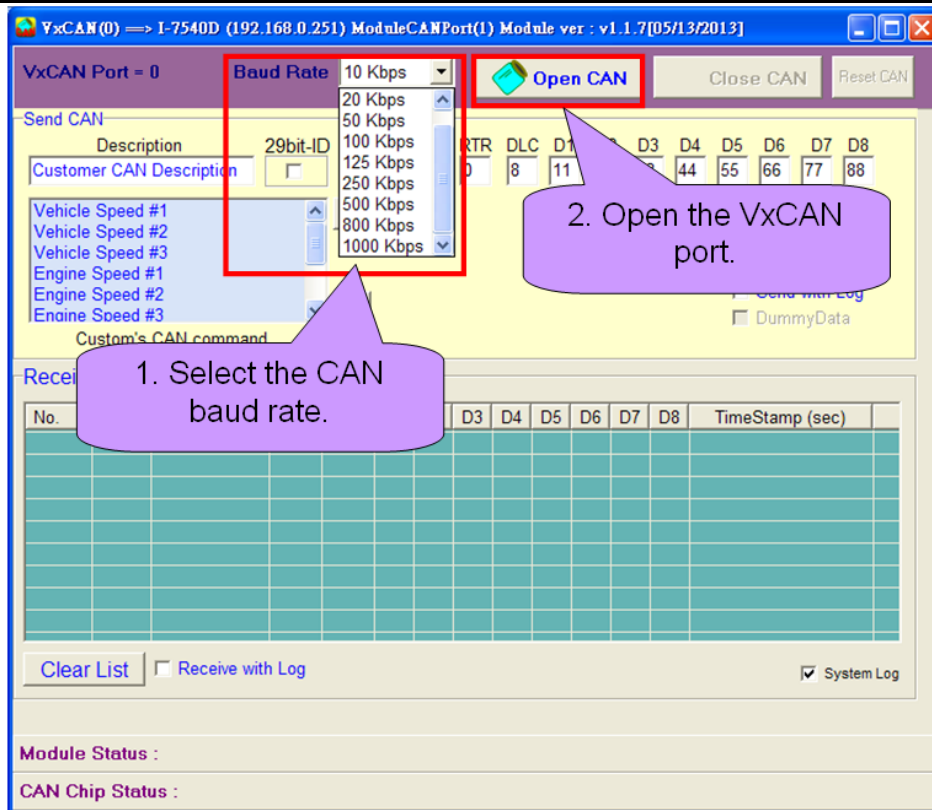 VxCAN(0) ==> I-7540D (192.168.0.251) ModuleCANPort(1) Module ver : v1.1.7[05/13/2013]
VxCAN Port = 0 Baud Rate 10 Kbps Open CAN Close CAN Reset CAN
20 Kbps
50 Kbps
100 Kbps
125 Kbps
250 Kbps
500 Kbps
800 Kbps
1000 Kbps
Send CAN
Description 29bit-ID RTR DLC D1 D3 D4 D5 D6 D7 D8
Customer CAN Description 0 8 11 44 55 66 77 88
Vehicle Speed #1
Vehicle Speed #2
Vehicle Speed #3
Engine Speed #1
Engine Speed #2
Engine Speed #3
Custom's CAN command
2. Open the VxCAN
port.
Send with Log
DummyData
1. Select the CAN
baud rate.
No. D3 D4 D5 D6 D7 D8 TimeStamp (sec)
Clear List Receive with Log System Log
Module Status :
CAN Chip Status :